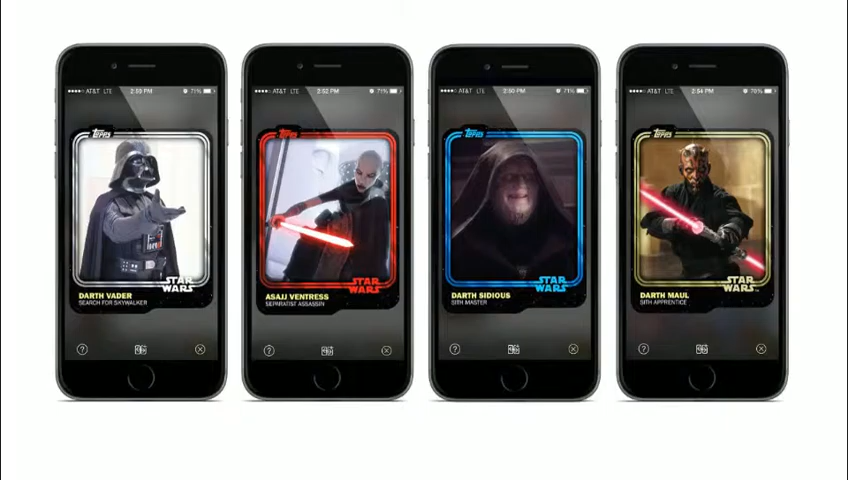 AT&T LTE 2:50 PM 71%
Topps
STAR WARS
DARTH VADER
SEARCH FOR SKYWALKER
AT&T LTE 2:52 PM 71%
Topps
STAR WARS
ASAJJ VENTRESS
SEPARATIST ASSASSIN
AT&T LTE 2:50 PM 71%
Topps
STAR WARS
DARTH SIDIOUS
SITH MASTER
AT&T LTE 2:54 PM 70%
Topps
STAR WARS
DARTH MAUL
SITH APPRENTICE